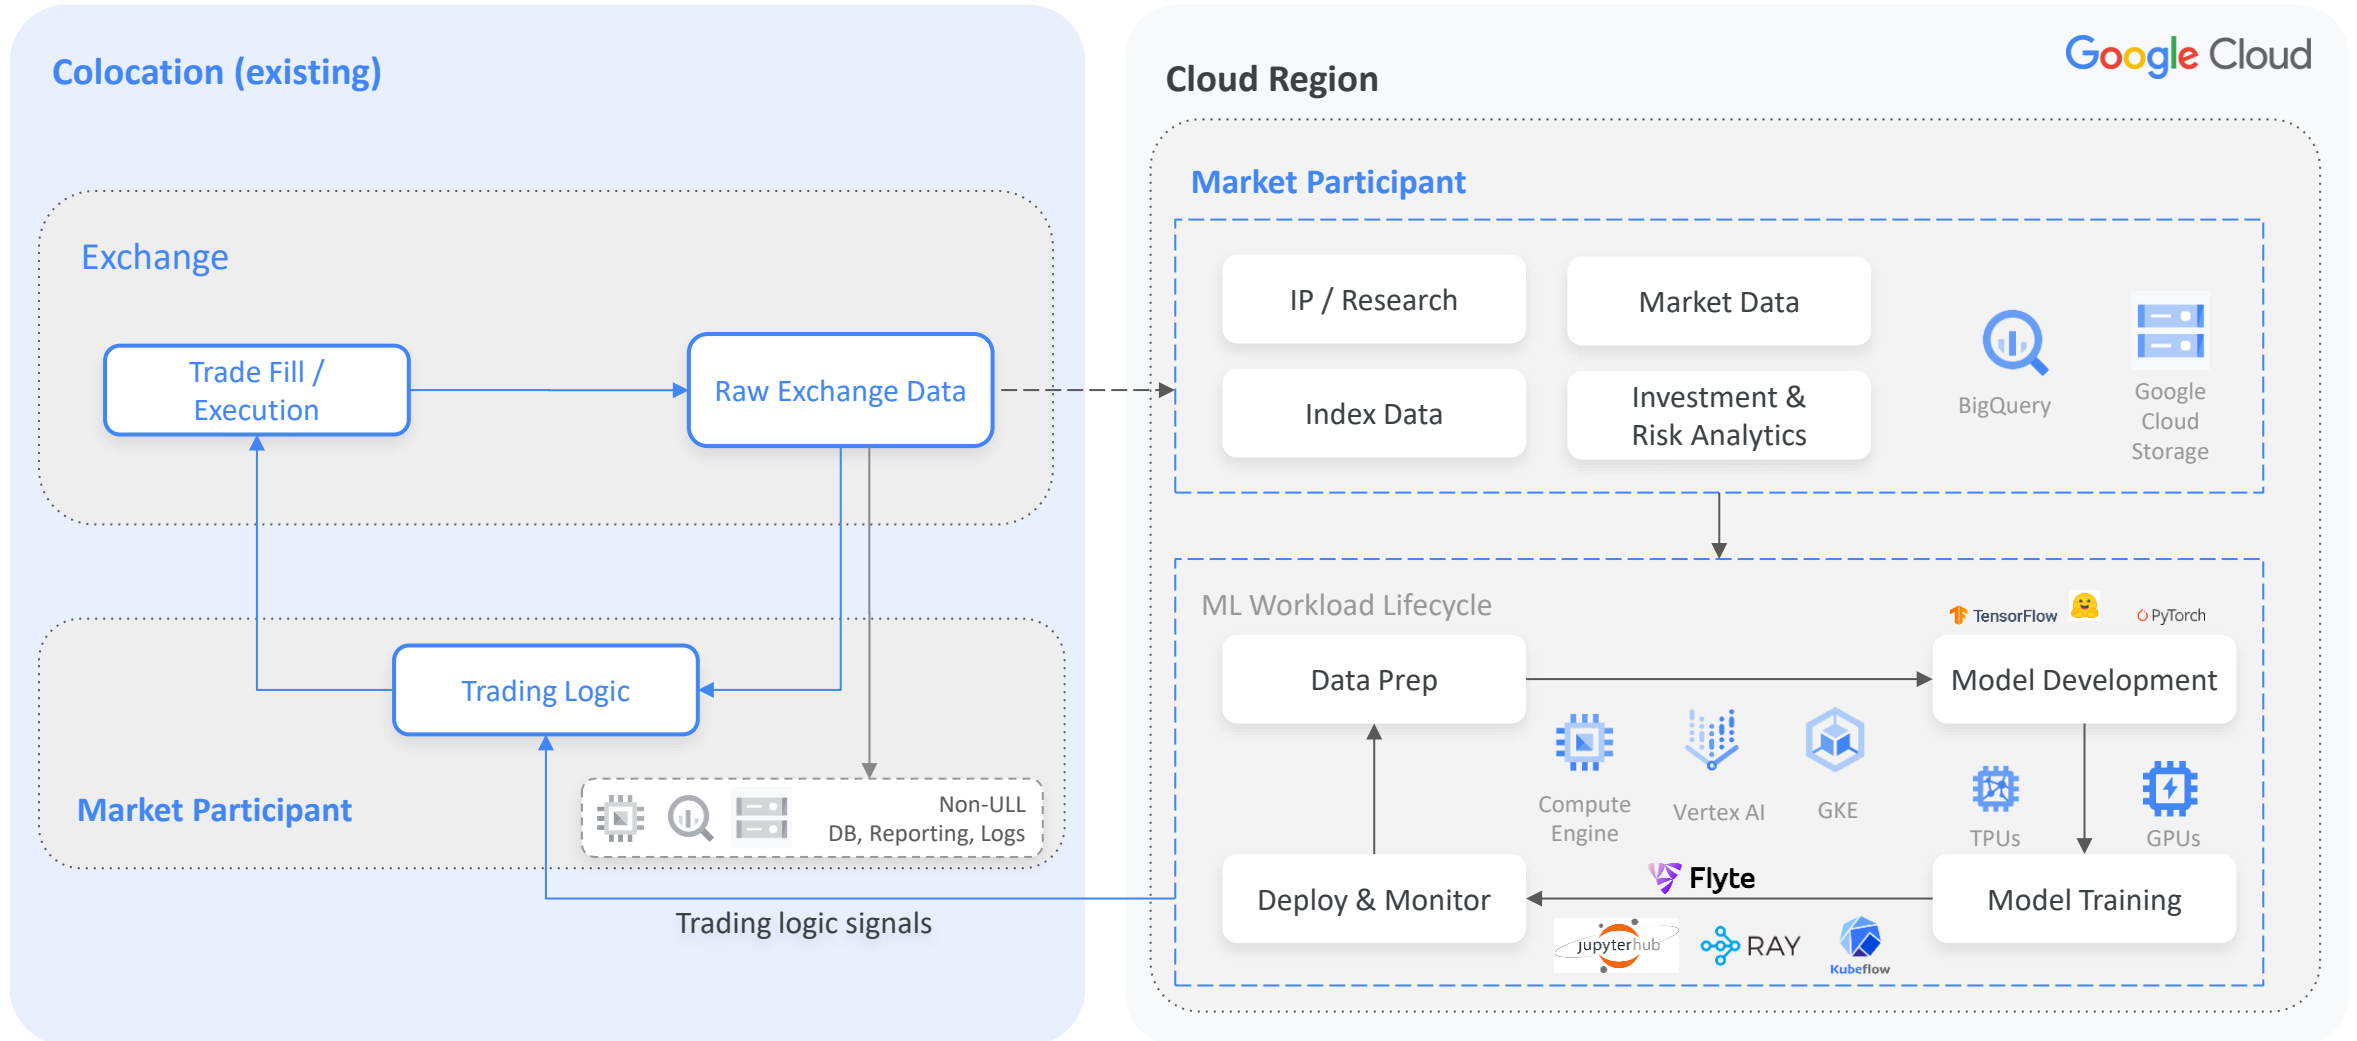 Colocation (existing)
Exchange
Trade Fill /
Execution
Raw Exchange Data
Trading Logic
Market Participant
Non-ULL
DB, Reporting, Logs
Trading logic signals
Google Cloud
Cloud Region
Market Participant
IP / Research
Market Data
Index Data
Investment &
Risk Analytics
BigQuery
Google
Cloud
Storage
ML Workload Lifecycle
TensorFlow
PyTorch
Data Prep
Model Development
Compute
Engine
Vertex AI
GKE
TPUs
GPUs
Flyte
Deploy & Monitor
Model Training
jupyterhub
RAY
Kubeflow